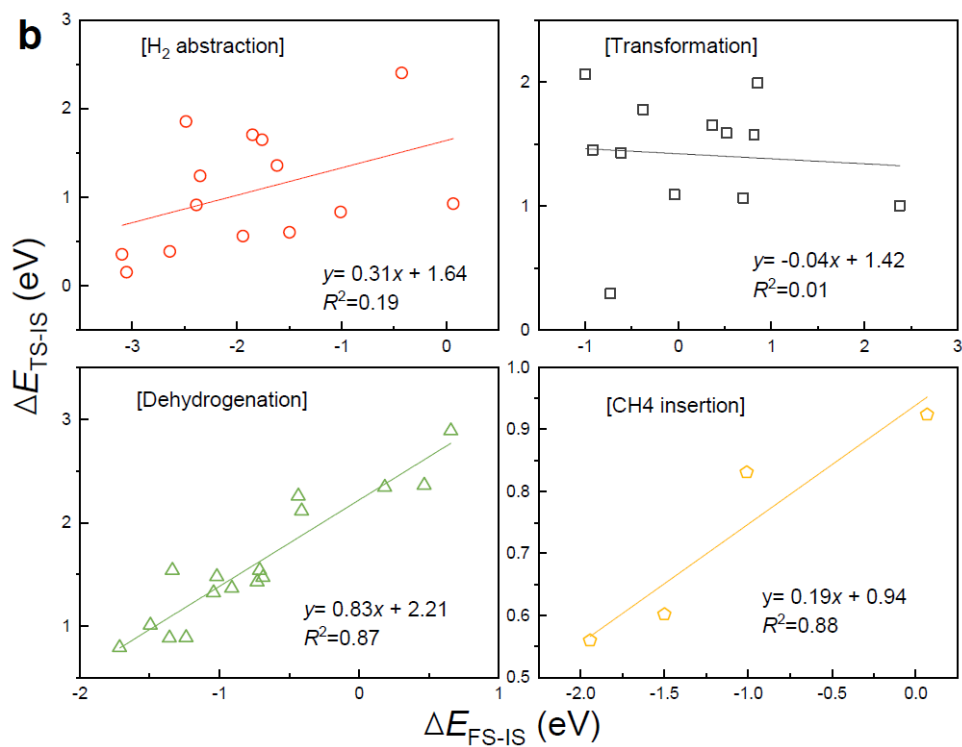 b
[H₂ abstraction]
y= 0.31x + 1.64
R²=0.19
3
2
1
0
-3
-2
-1
0
[Transformation]
y= -0.04x + 1.42
R²=0.01
2
1
0
-1
0
1
2
3
ΔE_TS-IS (eV)
[Dehydrogenation]
y= 0.83x + 2.21
R²=0.87
3
2
1
-2
-1
0
1
[CH4 insertion]
y= 0.19x + 0.94
R²=0.88
1.0
0.9
0.8
0.7
0.6
0.5
-2.0
-1.5
-1.0
-0.5
0.0
ΔE_FS-IS (eV)